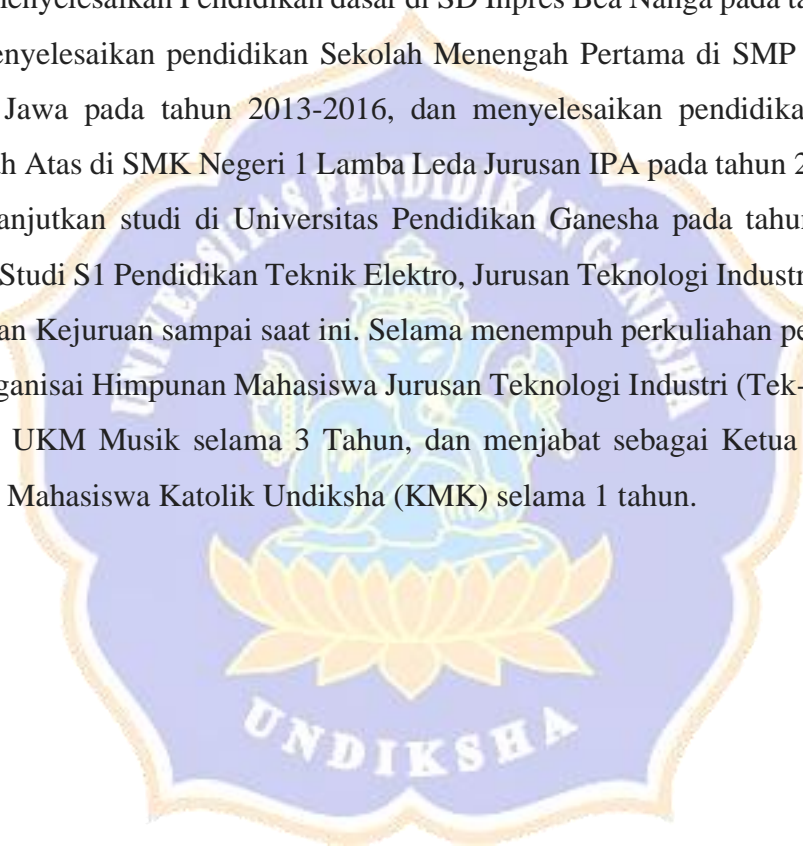 menyelesaikan Pendidikan dasar di SD Inpres Bea Nanga pada ta
enyelesaikan pendidikan Sekolah Menengah Pertama di SMP
Jawa pada tahun 2013-2016, dan menyelesaikan pendidika
h Atas di SMK Negeri 1 Lamba Leda Jurusan IPA pada tahun 2
anjutkan studi di Universitas Pendidikan Ganesha pada tahun
Studi S1 Pendidikan Teknik Elektro, Jurusan Teknologi Industr
an Kejuruan sampai saat ini. Selama menempuh perkuliahan pe
ganisai Himpunan Mahasiswa Jurusan Teknologi Industri (Tek-
UKM Musik selama 3 Tahun, dan menjabat sebagai Ketua
Mahasiswa Katolik Undiksha (KMK) selama 1 tahun.
UNIVERSITAS PENDIDIKAN GANESHA
UNDIKSHA